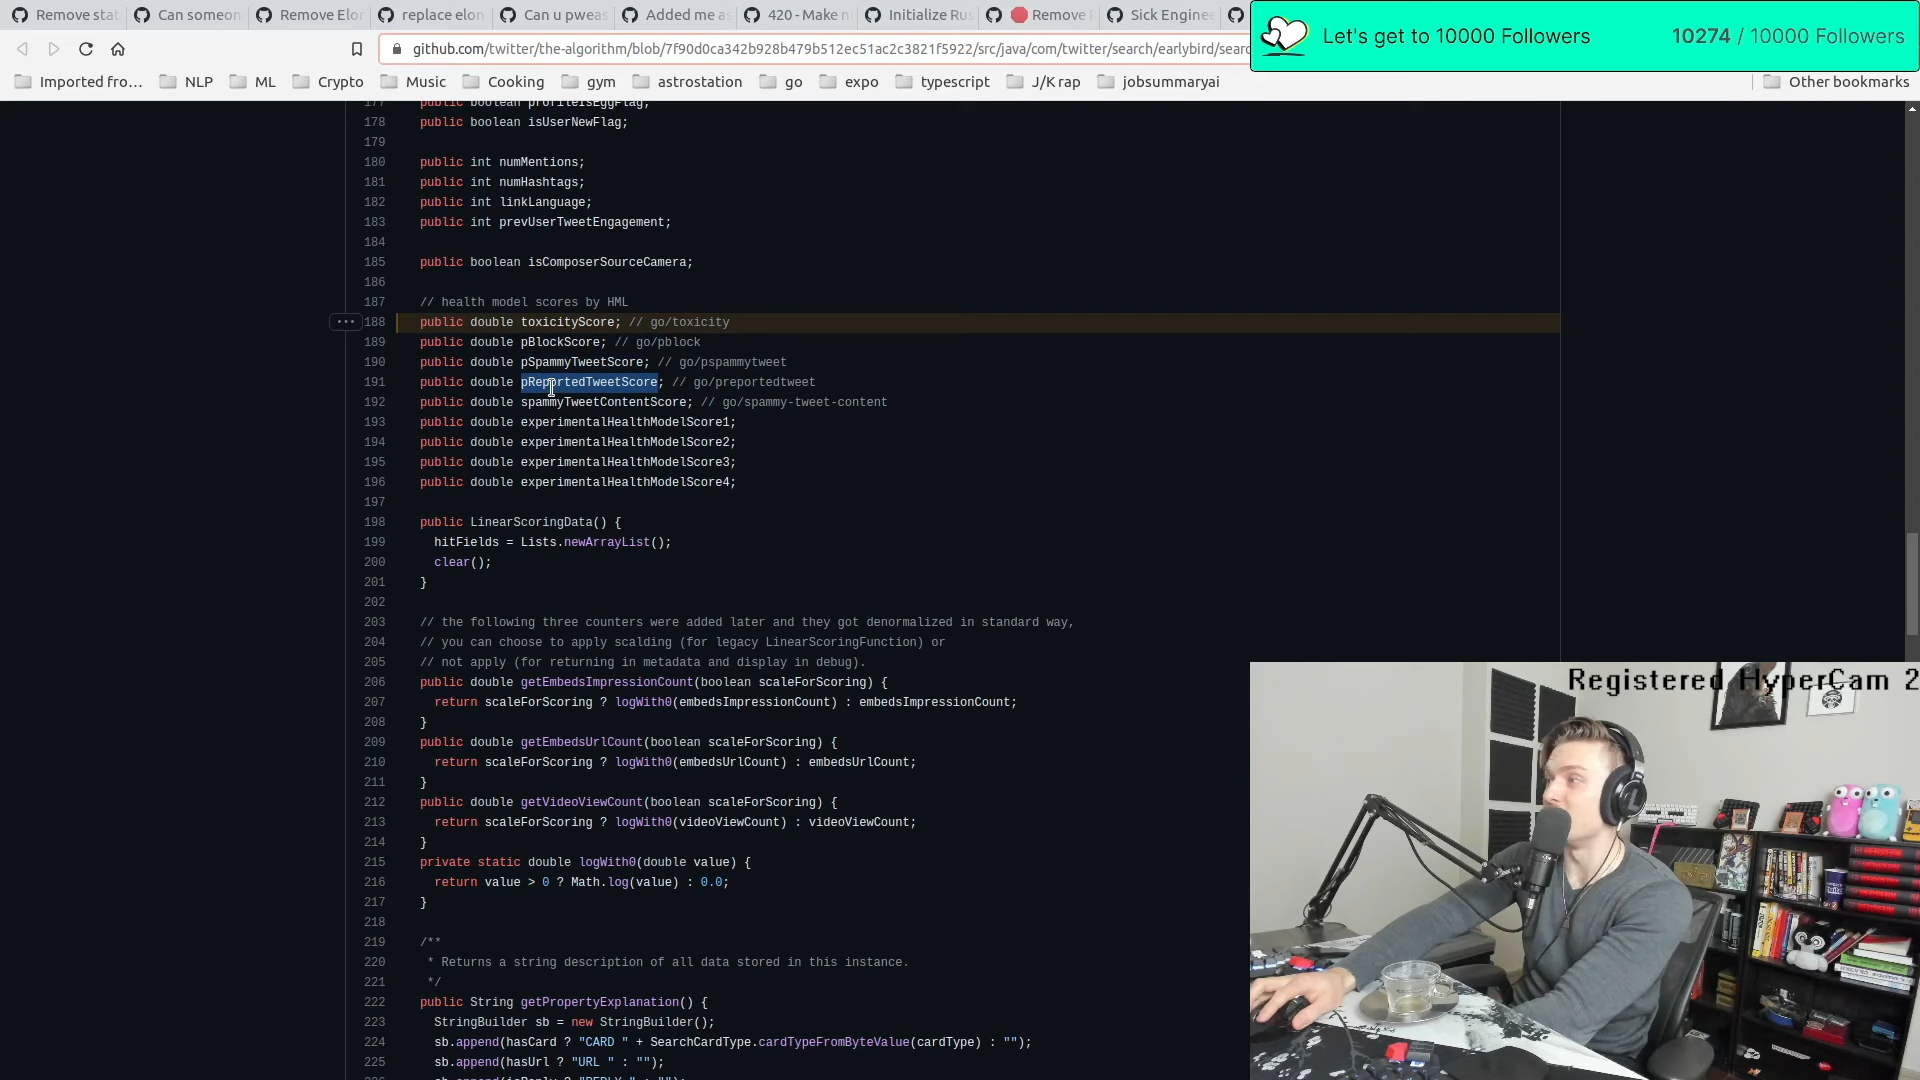 Remove stat
Can someon
Remove Elor
replace elon
Can u pweas
Added me as
420 - Make n
Initialize Rus
Remove F
Sick Enginee
Let's get to 10000 Followers
10274 / 10000 Followers
github.com/twitter/the-algorithm/blob/7f90d0ca342b928b479b512ec51ac2c3821f5922/src/java/com/twitter/search/earlybird/searc
Imported fro…
NLP
ML
Crypto
Music
Cooking
gym
astrostation
go
expo
typescript
J/K rap
jobsummaryai
Other bookmarks
177 public boolean profileIsEggFlag;
178 public boolean isUserNewFlag;
179
180 public int numMentions;
181 public int numHashtags;
182 public int linkLanguage;
183 public int prevUserTweetEngagement;
184
185 public boolean isComposerSourceCamera;
186
187 // health model scores by HML
188 public double toxicityScore; // go/toxicity
189 public double pBlockScore; // go/pblock
190 public double pSpammyTweetScore; // go/pspammytweet
191 public double pReportedTweetScore; // go/preportedtweet
192 public double spammyTweetContentScore; // go/spammy-tweet-content
193 public double experimentalHealthModelScore1;
194 public double experimentalHealthModelScore2;
195 public double experimentalHealthModelScore3;
196 public double experimentalHealthModelScore4;
197
198 public LinearScoringData() {
199 hitFields = Lists.newArrayList();
200 clear();
201 }
202
203 // the following three counters were added later and they got denormalized in standard way,
204 // you can choose to apply scalding (for legacy LinearScoringFunction) or
205 // not apply (for returning in metadata and display in debug).
206 public double getEmbedsImpressionCount(boolean scaleForScoring) {
207 return scaleForScoring ? logWith0(embedsImpressionCount) : embedsImpressionCount;
208 }
209 public double getEmbedsUrlCount(boolean scaleForScoring) {
210 return scaleForScoring ? logWith0(embedsUrlCount) : embedsUrlCount;
211 }
212 public double getVideoViewCount(boolean scaleForScoring) {
213 return scaleForScoring ? logWith0(videoViewCount) : videoViewCount;
214 }
215 private static double logWith0(double value) {
216 return value > 0 ? Math.log(value) : 0.0;
217 }
218
219 /**
220 * Returns a string description of all data stored in this instance.
221 */
222 public String getPropertyExplanation() {
223 StringBuilder sb = new StringBuilder();
224 sb.append(hasCard ? "CARD " + SearchCardType.cardTypeFromByteValue(cardType) : "");
225 sb.append(hasUrl ? "URL " : "");
226 sb.append(isReply ? "REPLY " : "");
Registered HyperCam 2